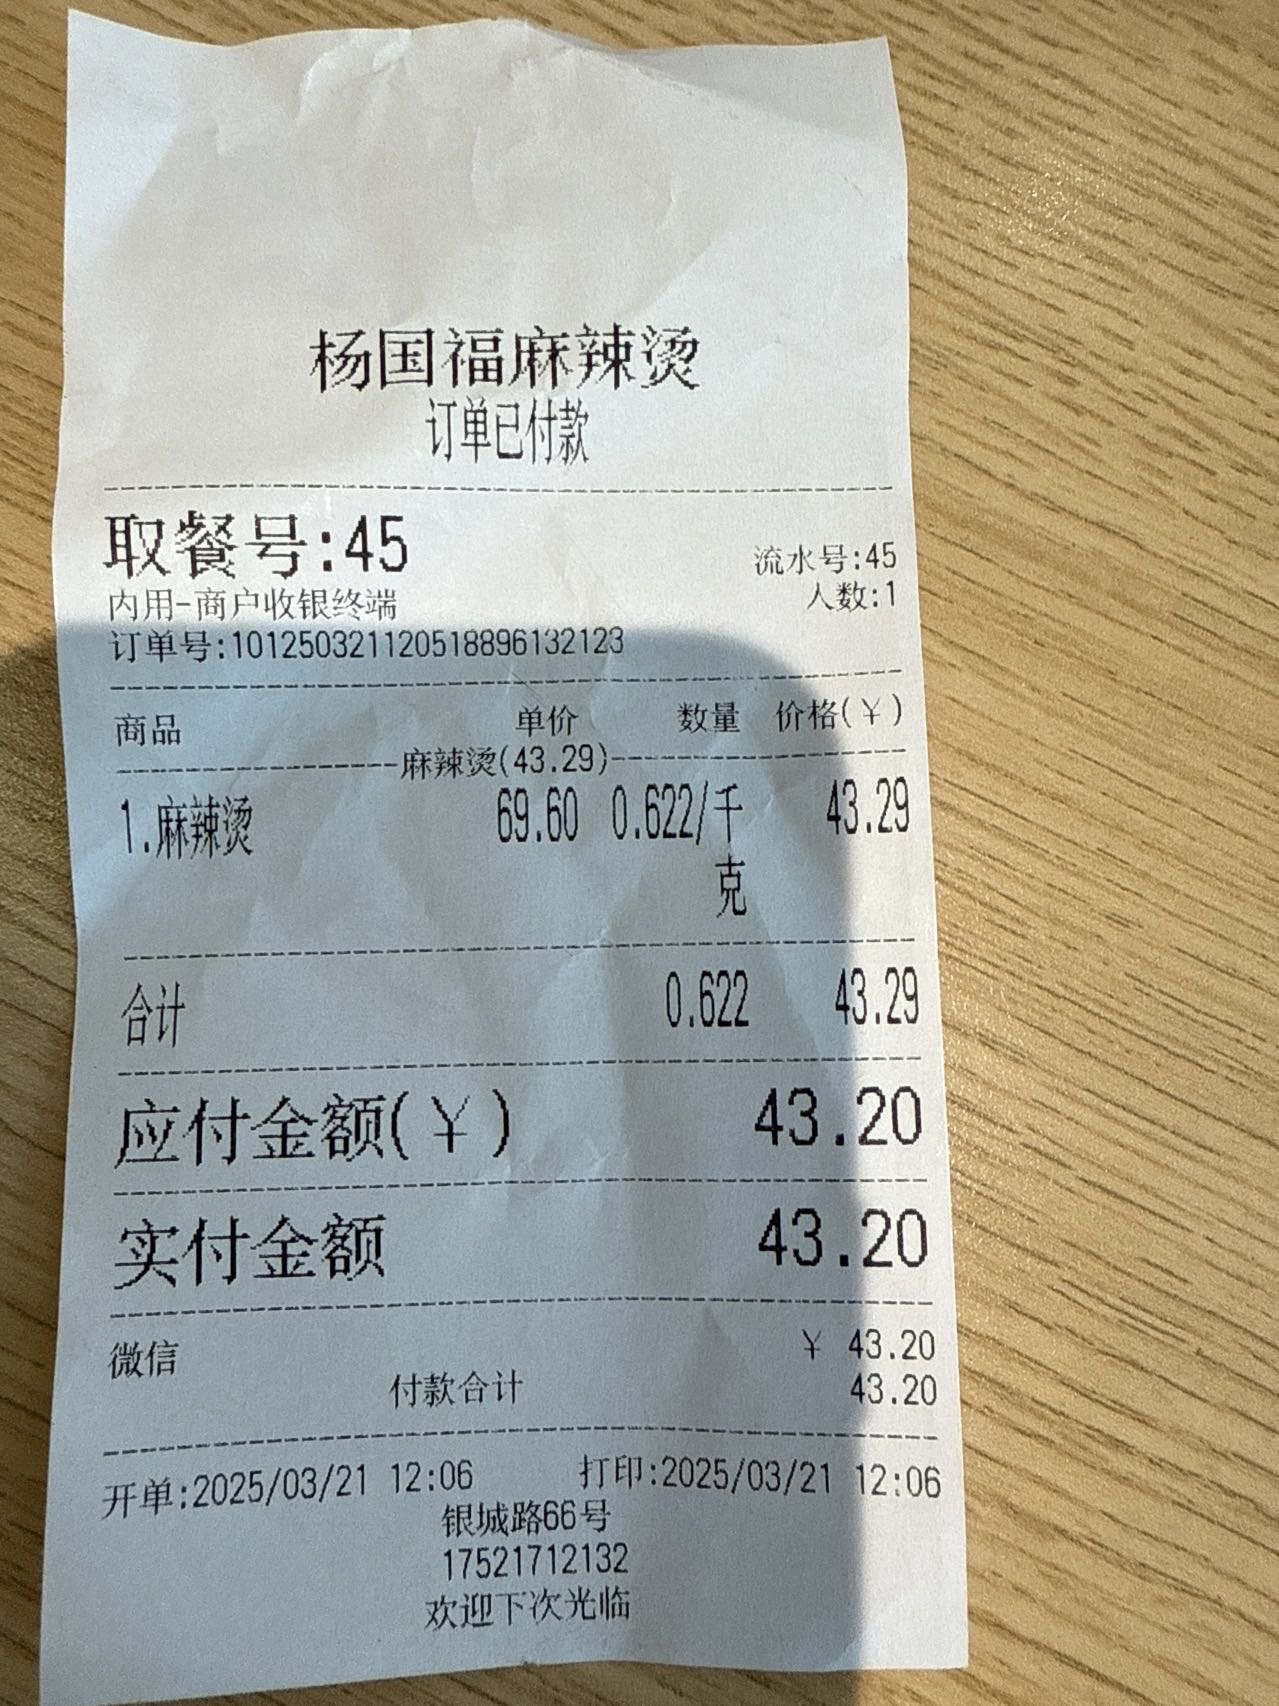 杨国福麻辣烫
订单已付款
取餐号:45
流水号:45
内用-商户收银终端
人数:1
订单号:101250321120518896132123
商品 单价 数量 价格(¥)
麻辣烫(43.29)
1.麻辣烫 69.60 0.622/千克 43.29
合计 0.622 43.29
应付金额(¥) 43.20
实付金额 43.20
微信 ¥ 43.20
付款合计 43.20
开单:2025/03/21 12:06 打印:2025/03/21 12:06
银城路66号
17521712132
欢迎下次光临